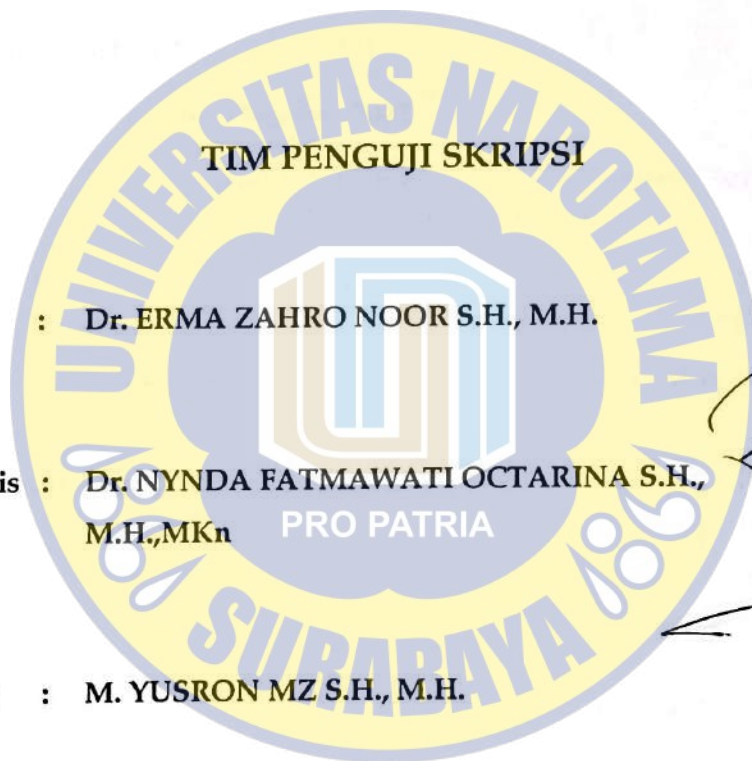 UNIVERSITAS NAROTAMA
TIM PENGUJI SKRIPSI
: Dr. ERMA ZAHRO NOOR S.H., M.H.
is : Dr. NYNDA FATMAWATI OCTARINA S.H.,
M.H.,MKn
PRO PATRIA
: M. YUSRON MZ S.H., M.H.
SURABAYA